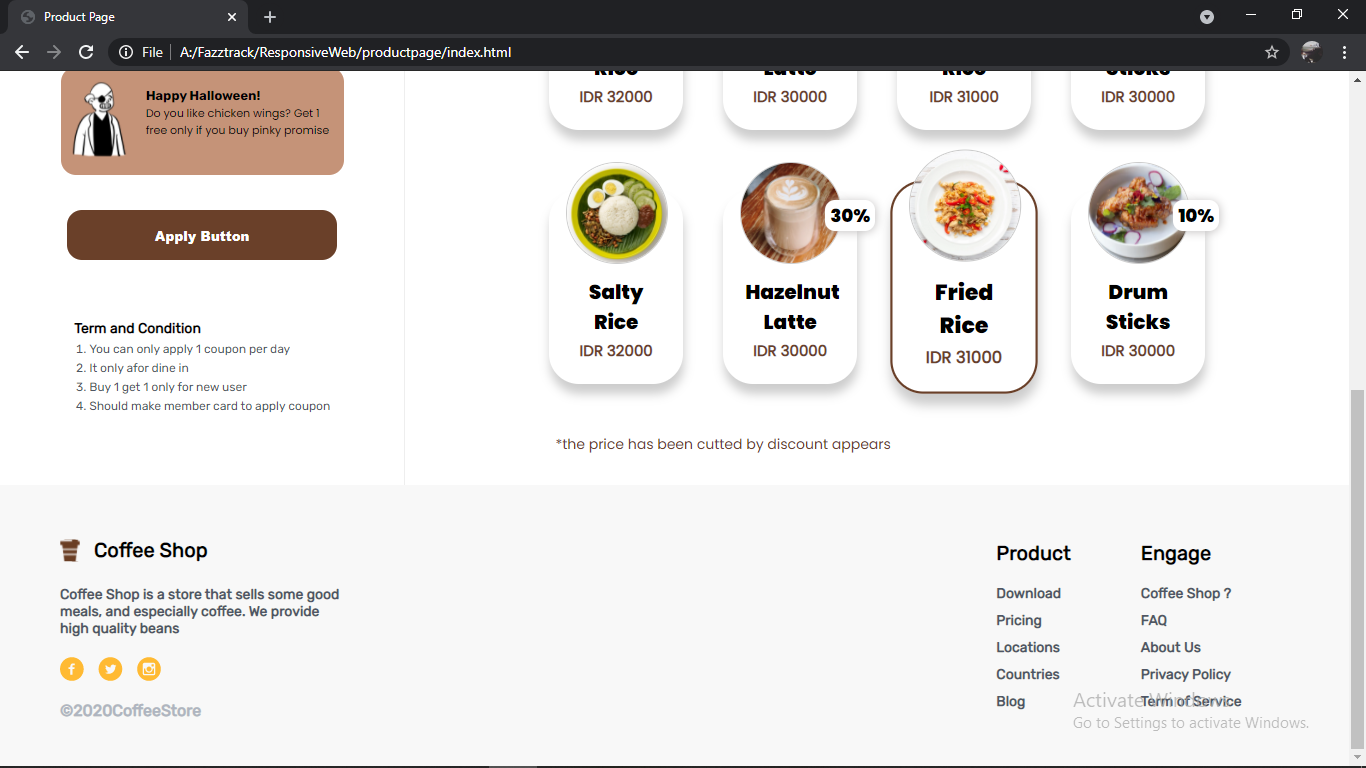 Product Page
File
A:/Fazztrack/ResponsiveWeb/productpage/index.html
Happy Halloween!
Do you like chicken wings? Get 1
free only if you buy pinky promise
Apply Button
Term and Condition
1. You can only apply 1 coupon per day
2. It only afor dine in
3. Buy 1 get 1 only for new user
4. Should make member card to apply coupon
Rice
IDR 32000
Latte
IDR 30000
Rice
IDR 31000
Sticks
IDR 30000
Salty
Rice
IDR 32000
30%
Hazelnut
Latte
IDR 30000
Fried
Rice
IDR 31000
10%
Drum
Sticks
IDR 30000
*the price has been cutted by discount appears
Coffee Shop
Coffee Shop is a store that sells some good
meals, and especially coffee. We provide
high quality beans
©2020CoffeeStore
Product
Download
Pricing
Locations
Countries
Blog
Engage
Coffee Shop ?
FAQ
About Us
Privacy Policy
Term of Service
Activate Windows
Go to Settings to activate Windows.